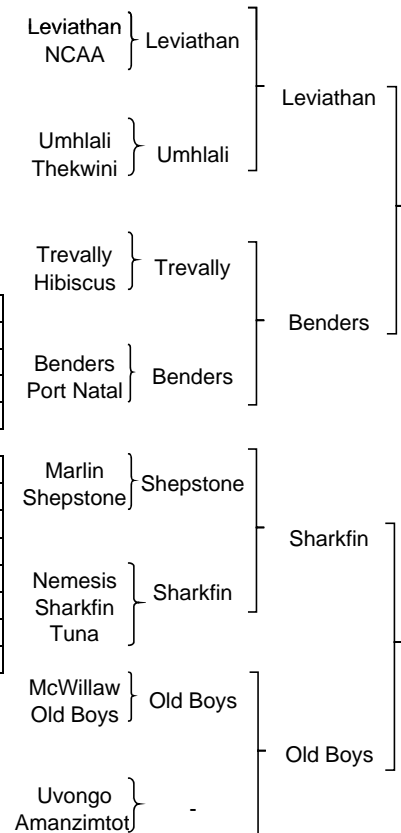 Leviathan
NCAA
Leviathan
Leviathan
Umhlali
Thekwini
Umhlali
Trevally
Hibiscus
Trevally
Benders
Benders
Port Natal
Benders
Marlin
Shepstone
Shepstone
Sharkfin
Nemesis
Sharkfin
Tuna
Sharkfin
McWillaw
Old Boys
Old Boys
Old Boys
Uvongo
Amanzimtot
-